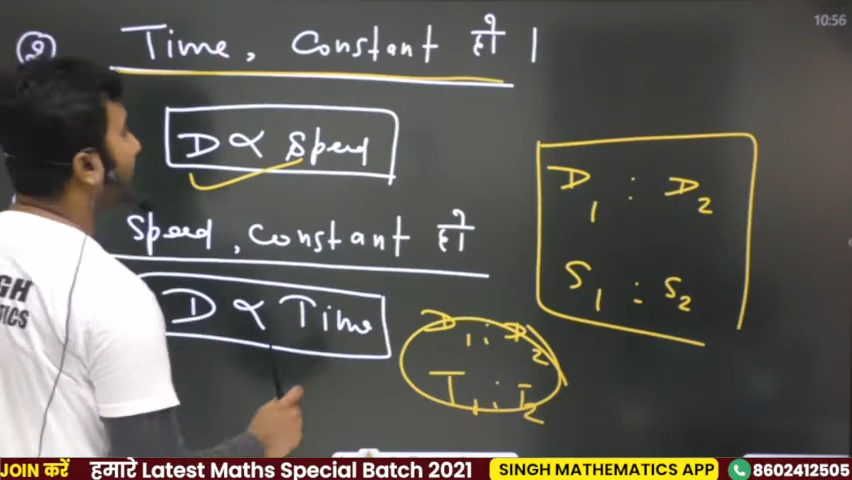 10:56
② Time, Constant हो ।
D ∝ Speed
D₁ : D₂
S₁ : S₂
Speed, Constant हो
D ∝ Time
D₁ : D₂
T₁ : T₂
GH
TICS
JOIN करें हमारे Latest Maths Special Batch 2021 SINGH MATHEMATICS APP 8602412505